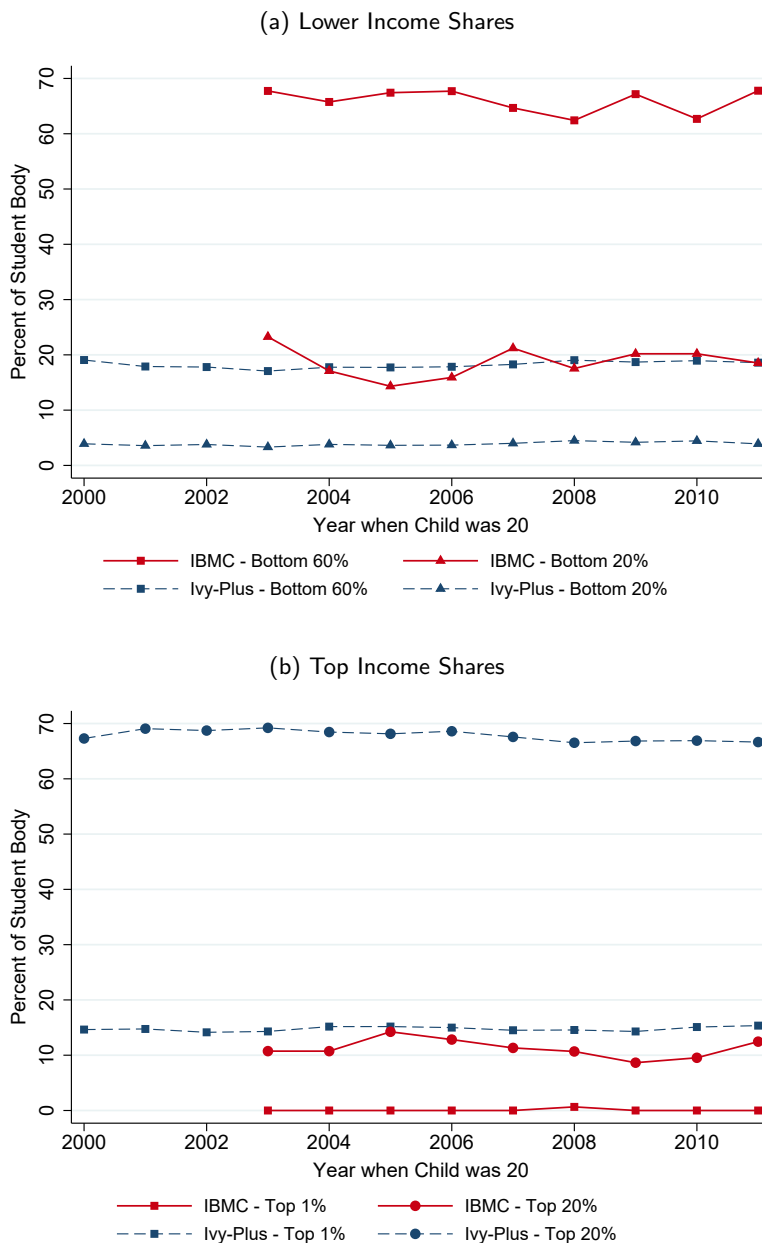 (a) Lower Income Shares
Percent of Student Body
70
60
50
40
30
20
10
0
2000 2002 2004 2006 2008 2010
Year when Child was 20
IBMC - Bottom 60% IBMC - Bottom 20%
Ivy-Plus - Bottom 60% Ivy-Plus - Bottom 20%
(b) Top Income Shares
Percent of Student Body
70
60
50
40
30
20
10
0
2000 2002 2004 2006 2008 2010
Year when Child was 20
IBMC - Top 1% IBMC - Top 20%
Ivy-Plus - Top 1% Ivy-Plus - Top 20%